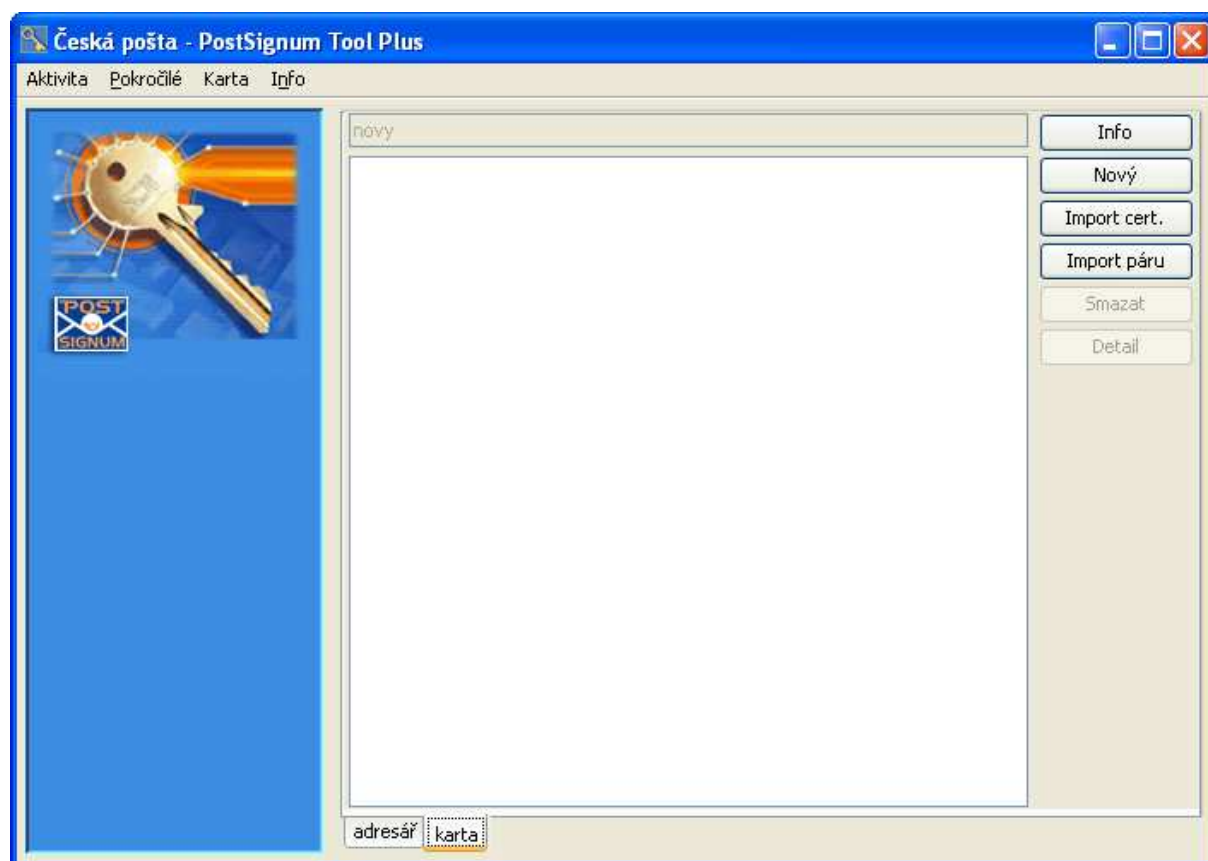 Česká pošta - PostSignum Tool Plus
Aktivita Pokročilé Karta Info
novy
Info
Nový
Import cert.
Import páru
Smazat
Detail
POST
SIGNUM
adresář karta